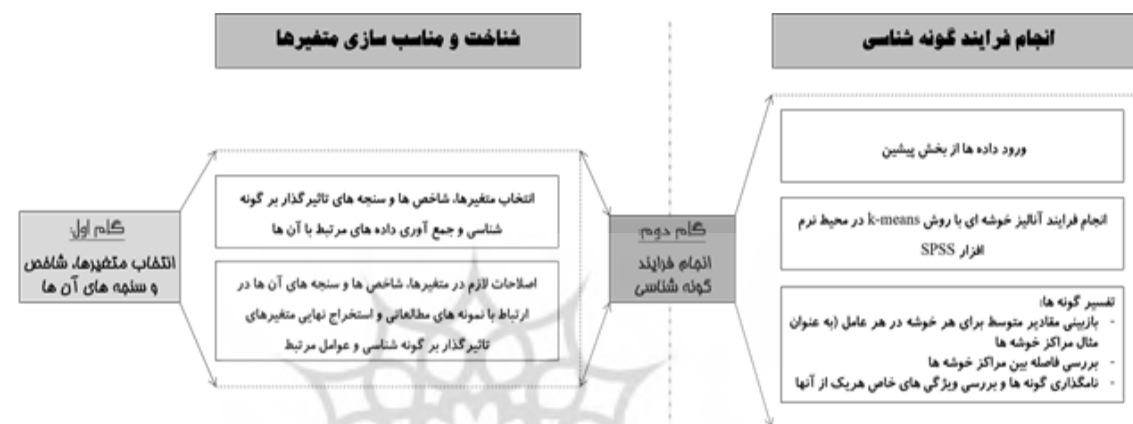 شناخت و مناسب سازی متغیرها
انجام فرایند گونه شناسی
گام اول:
انتخاب متغیرها، شاخص
و سنجه های آن ها
انتخاب متغیرها، شاخص ها و سنجه های تاثیرگذار بر گونه
شناسی و جمع آوری داده های مرتبط با آن ها
اصلاحات لازم در متغیرها، شاخص ها و سنجه های آن ها در
ارتباط با نمونه های مطالعاتی و استخراج نهایی متغیرهای
تاثیرگذار بر گونه شناسی و عوامل مرتبط
گام دوم:
انجام فرایند
گونه شناسی
ورود داده ها از بخش پیشین
انجام فرایند آنالیز خوشه ای با روش k-means در محیط نرم
افزار SPSS
تفسیر گونه ها:
- بازبینی مقادیر متوسط برای هر خوشه در هر عامل (به عنوان
مثال مراکز خوشه ها
- بررسی فاصله بین مراکز خوشه ها
- نامگذاری گونه ها و بررسی ویژگی های خاص هریک از آنها